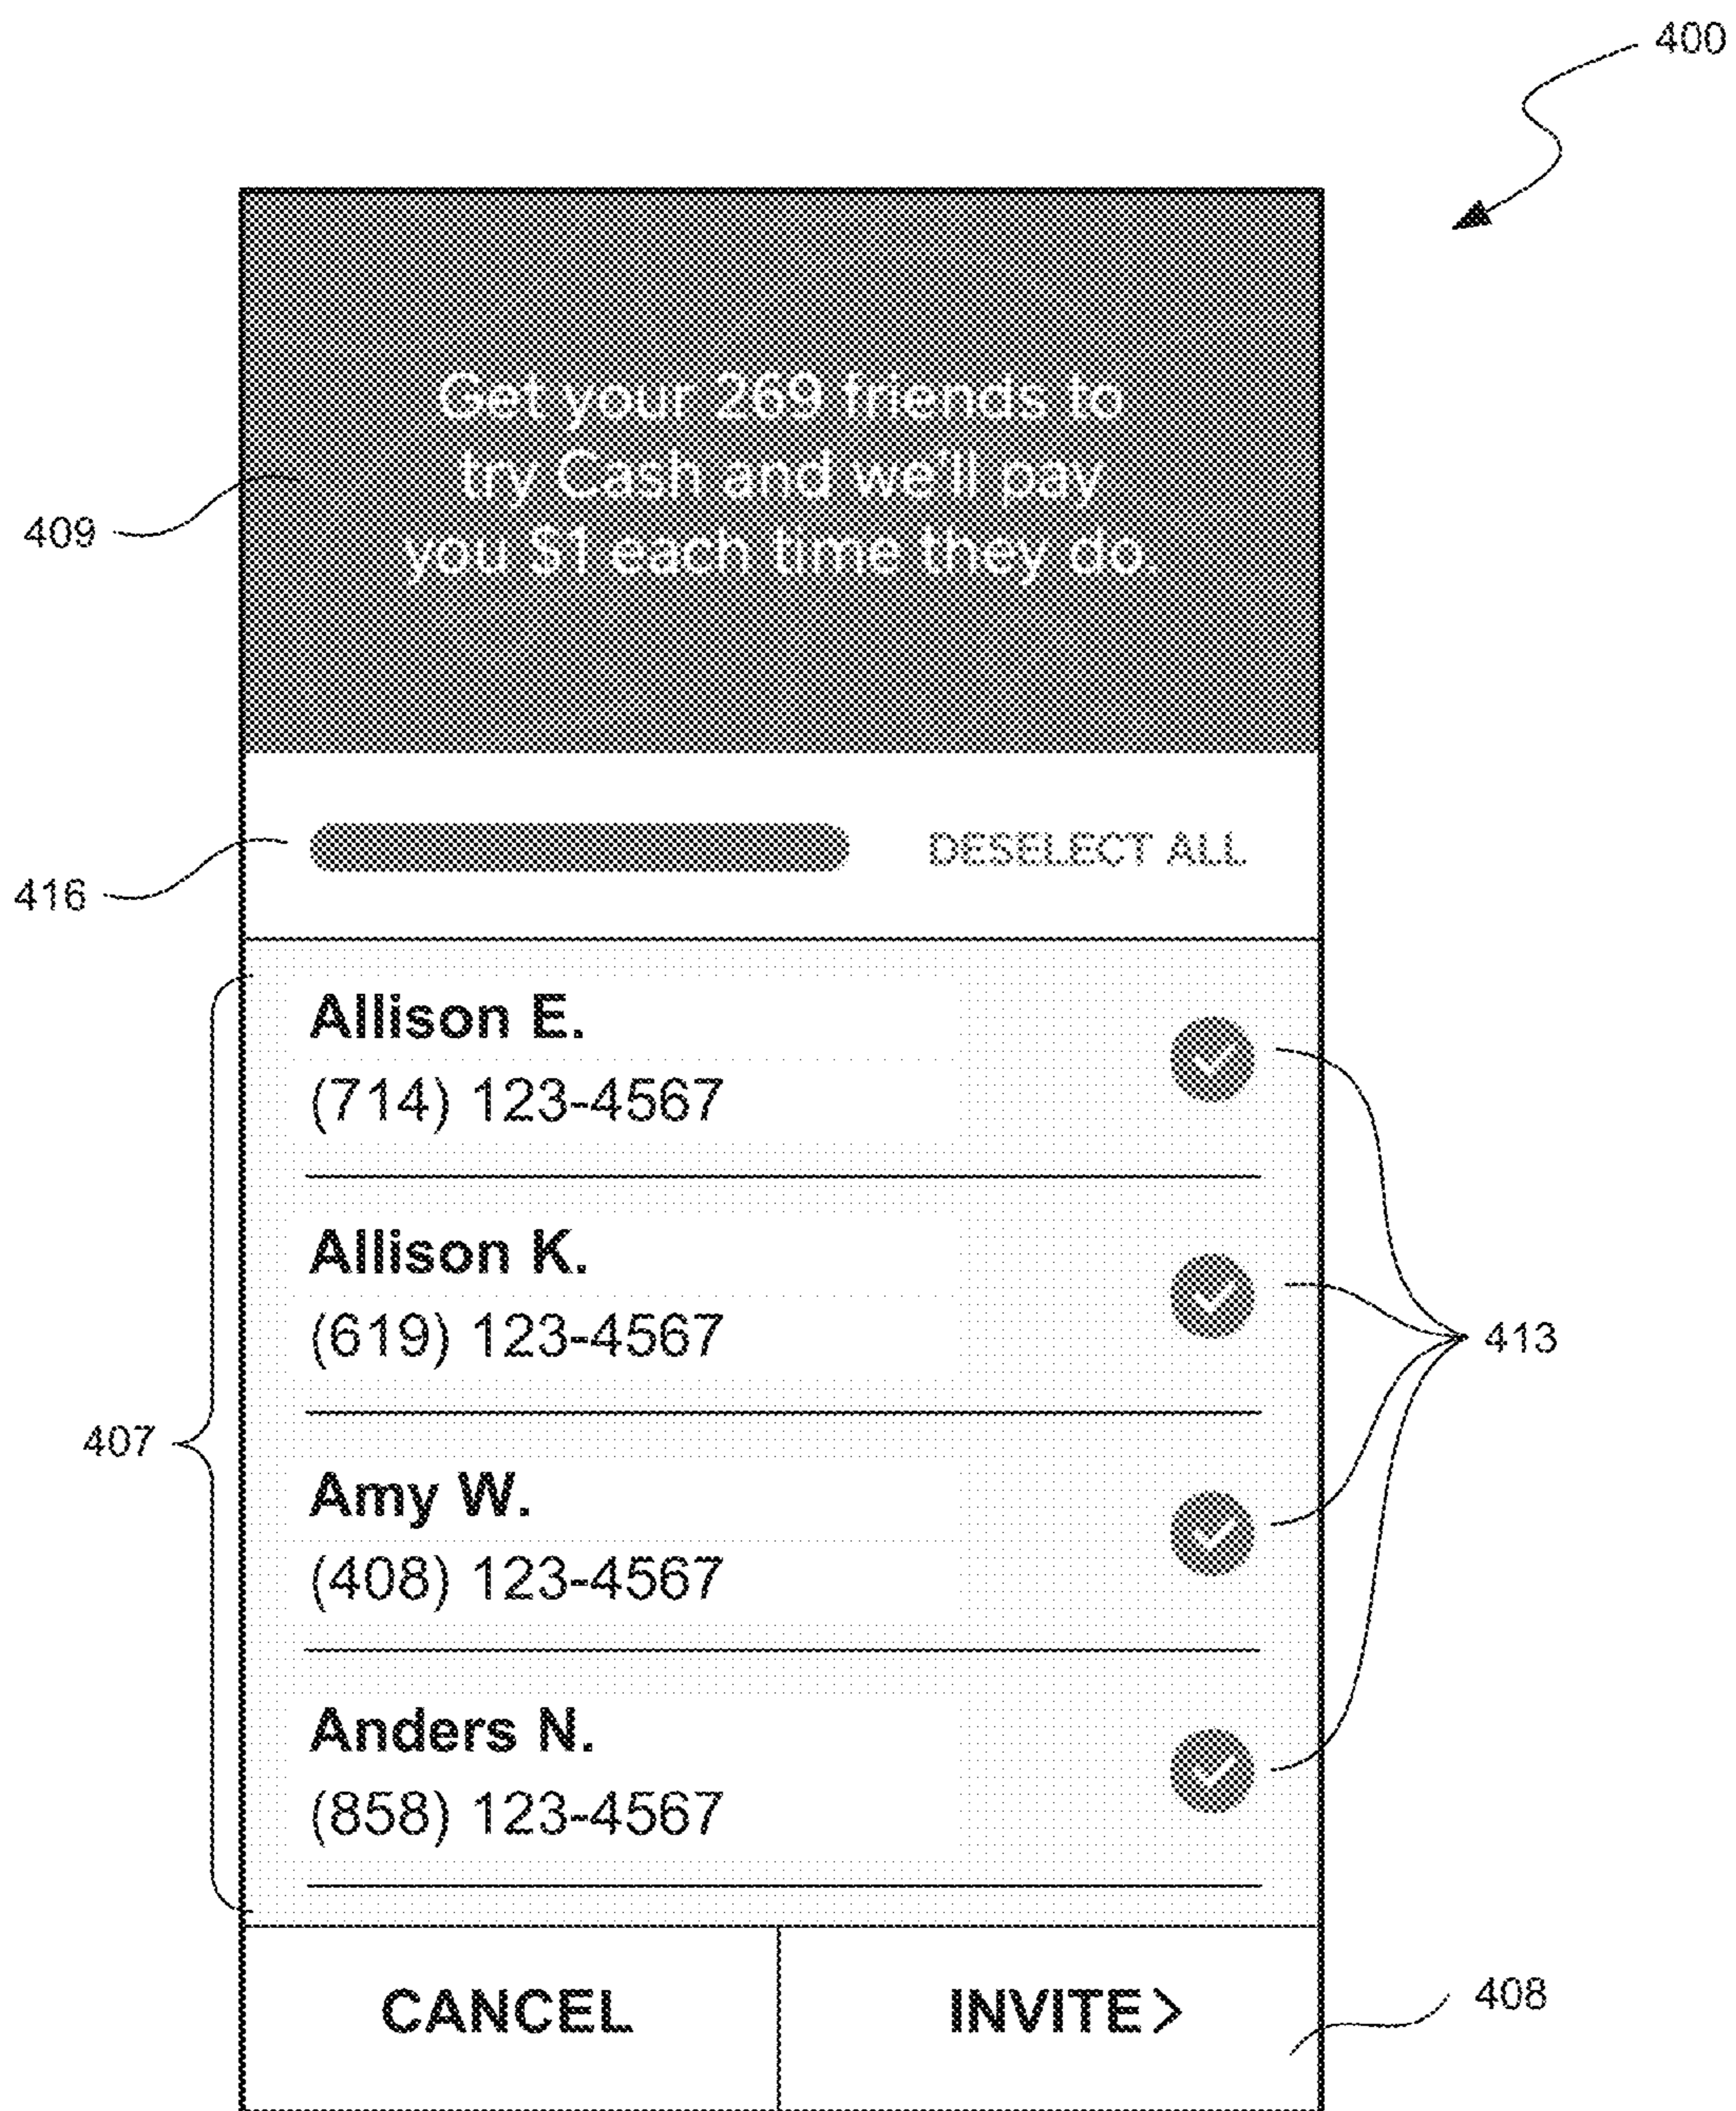 400
Get your 269 friends to
try Cash and we'll pay
you $1 each time they do.
409
416
DESELECT ALL
Allison E.
(714) 123-4567
Allison K.
(619) 123-4567
413
407
Amy W.
(408) 123-4567
Anders N.
(858) 123-4567
CANCEL
INVITE >
408